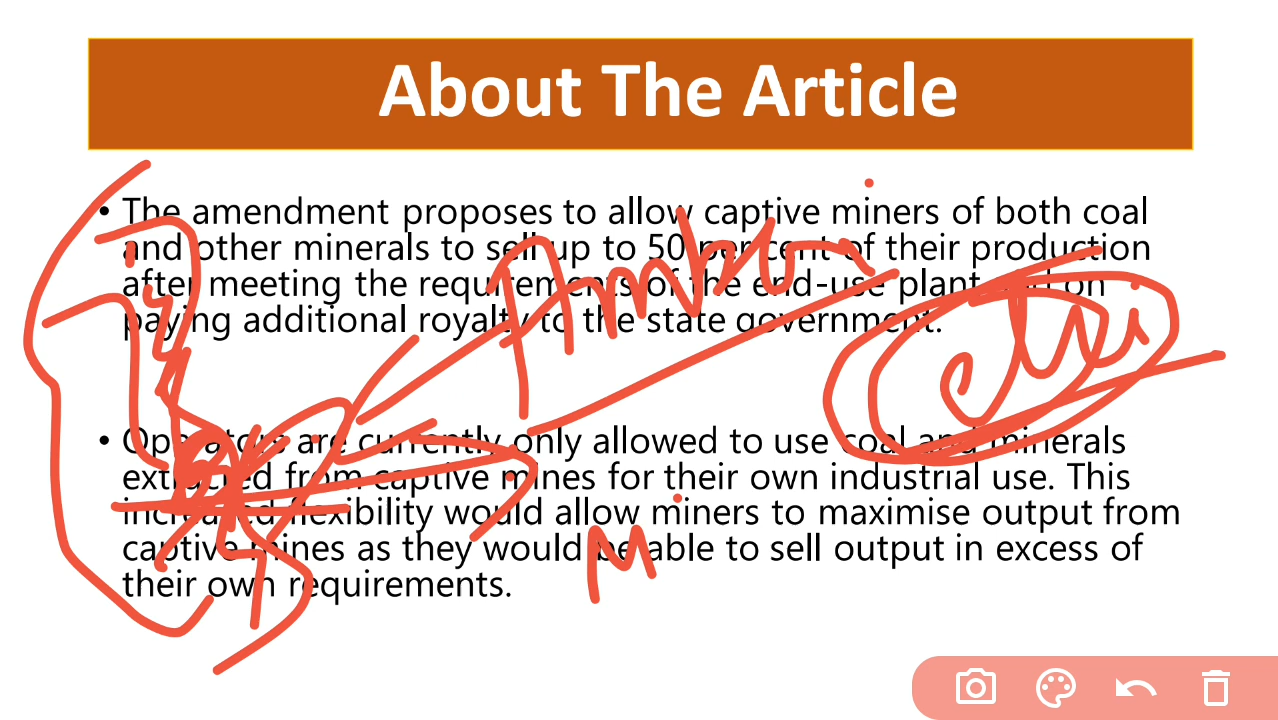 About The Article
• The amendment proposes to allow captive miners of both coal
and other minerals to sell up to 50 per cent of their production
after meeting the requirements of the end-use plant and on
paying additional royalty to the state government.
• Operators are currently only allowed to use coal and minerals
extracted from captive mines for their own industrial use. This
increased flexibility would allow miners to maximise output from
captive mines as they would be able to sell output in excess of
their own requirements.
M